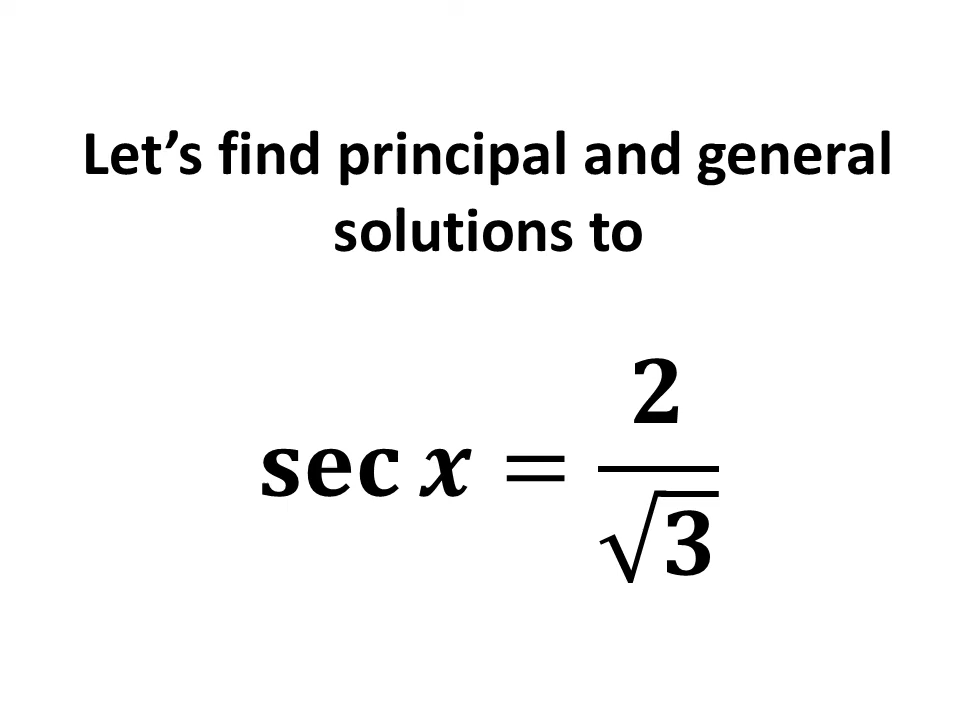 Let’s find principal and general
solutions to
sec x = 2/√3